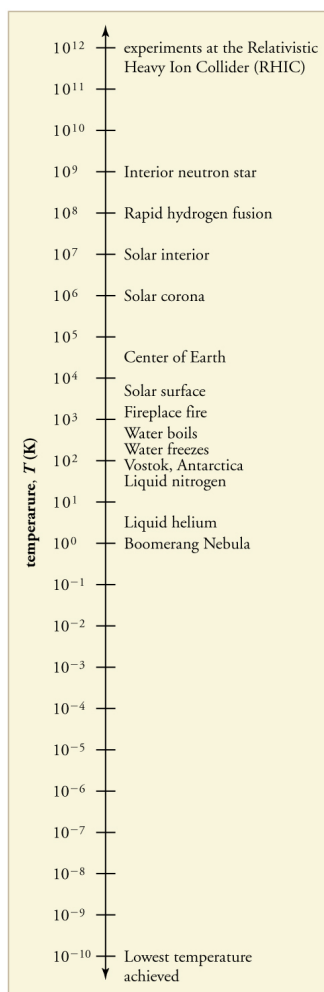 10¹² experiments at the Relativistic
Heavy Ion Collider (RHIC)
10¹¹
10¹⁰
10⁹ Interior neutron star
10⁸ Rapid hydrogen fusion
10⁷ Solar interior
10⁶ Solar corona
10⁵
Center of Earth
10⁴
Solar surface
Fireplace fire
10³
Water boils
Water freezes
10² Vostok, Antarctica
Liquid nitrogen
10¹
Liquid helium
10⁰ Boomerang Nebula
10⁻¹
10⁻²
10⁻³
10⁻⁴
10⁻⁵
10⁻⁶
10⁻⁷
10⁻⁸
10⁻⁹
10⁻¹⁰ Lowest temperature
achieved
temperarure, T (K)